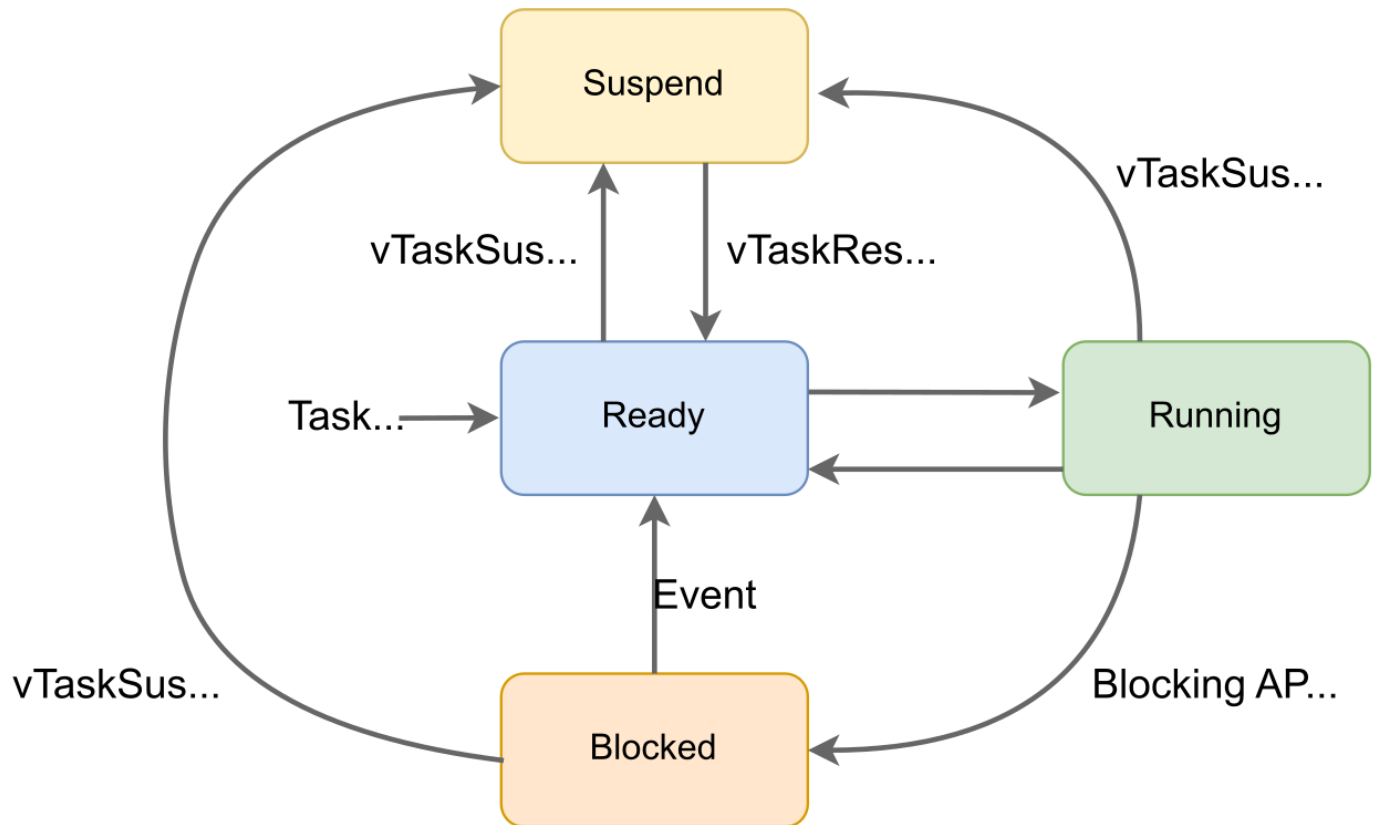 Suspend
vTaskSus...
vTaskSus...
vTaskRes...
Task...
Ready
Running
Event
vTaskSus...
Blocking AP...
Blocked